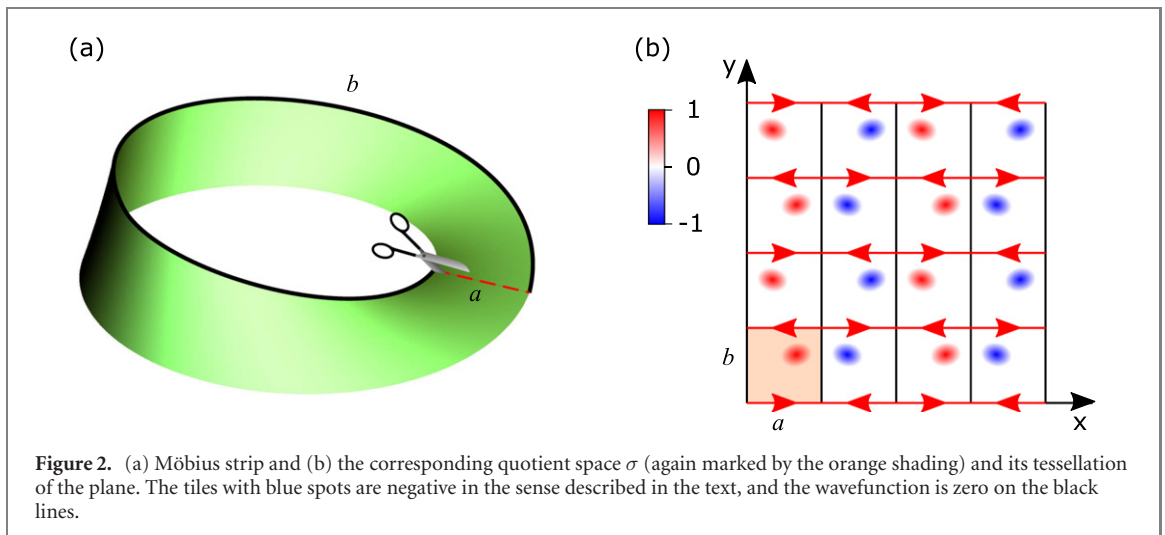 (a)
b
a
(b)
y
1
0
-1
b
a
x
Figure 2. (a) Möbius strip and (b) the corresponding quotient space σ (again marked by the orange shading) and its tessellation
of the plane. The tiles with blue spots are negative in the sense described in the text, and the wavefunction is zero on the black
lines.